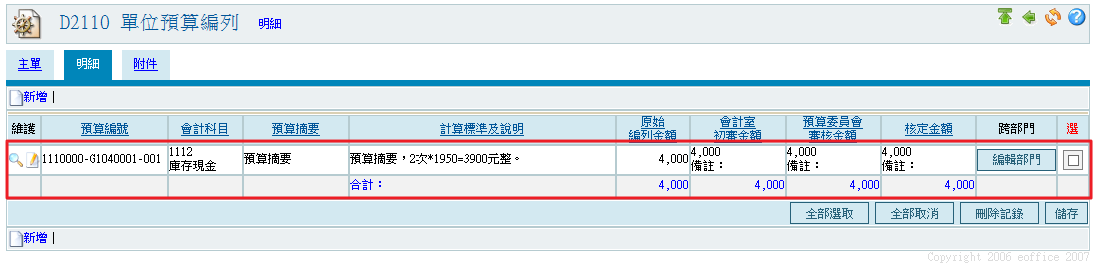 D2110 單位預算編列 明細
主單 明細 附件
新增 |
維護 預算編號 會計科目 預算摘要 計算標準及說明 原始編列金額 會計室初審金額 預算委員會審核金額 核定金額 跨部門 選
1110000-G1040001-001 1112 庫存現金 預算摘要 預算摘要，2次*1950=3900元整。 4,000 4,000 備註： 4,000 備註： 4,000 備註： 編輯部門
合計： 4,000 4,000 4,000 4,000
全部選取 全部取消 刪除記錄 儲存
新增 |
Copyright 2006 eoffice 2007